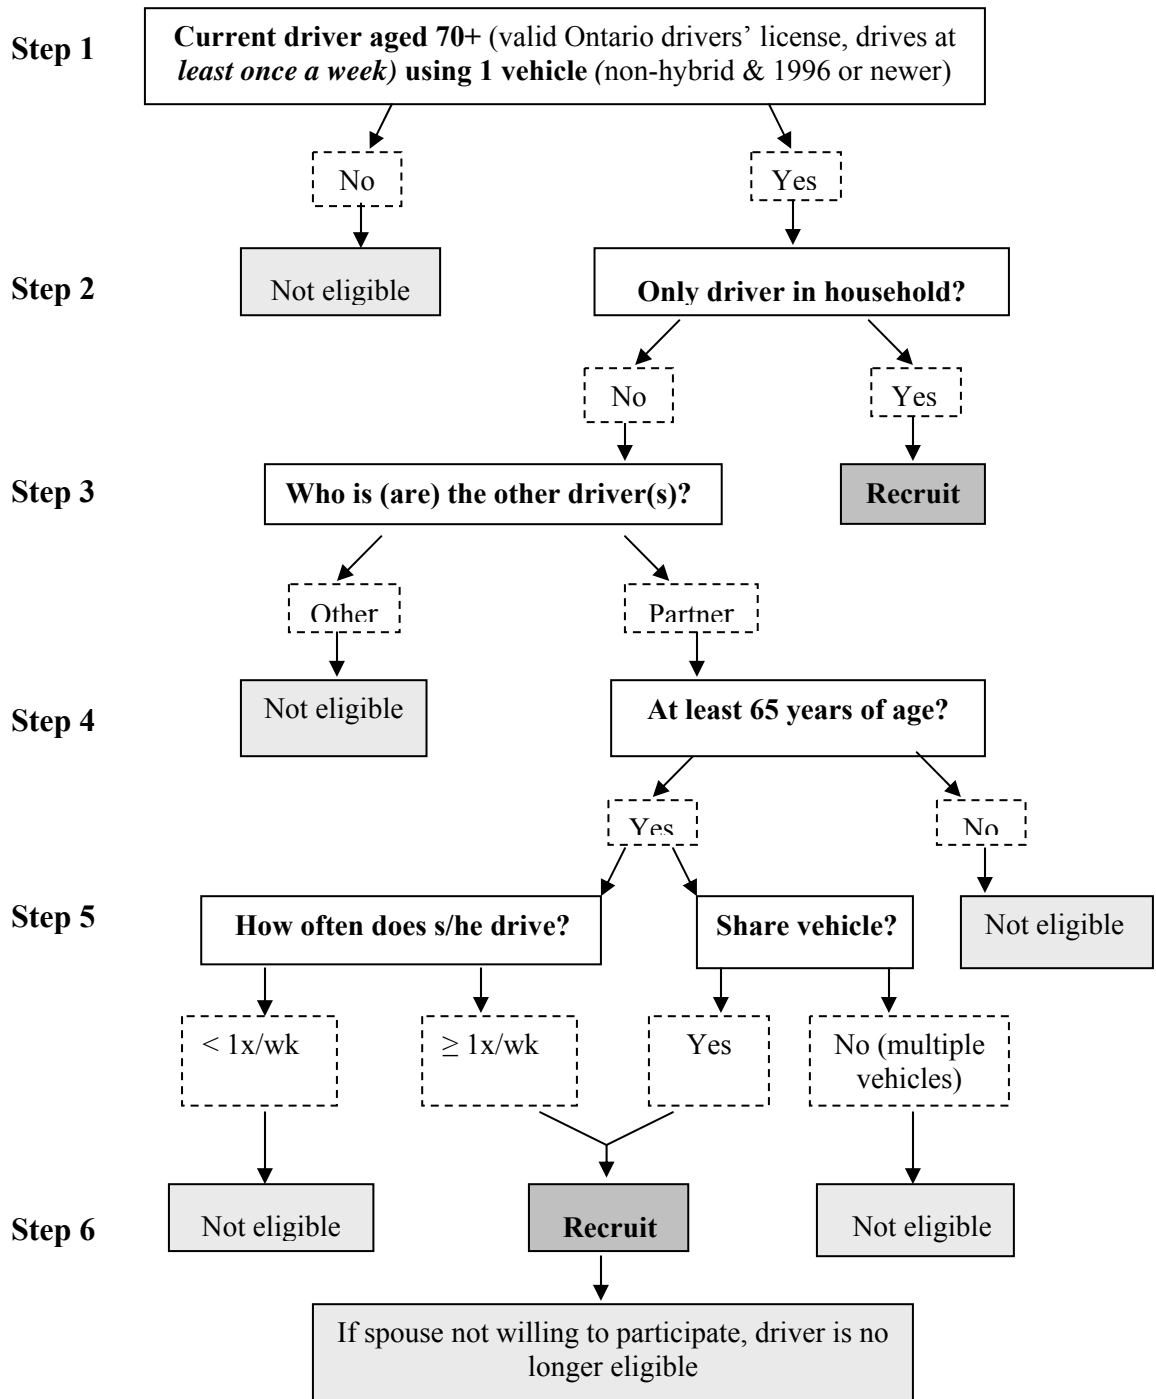 Step 1
Current driver aged 70+ (valid Ontario drivers' license, drives at
least once a week) using 1 vehicle (non-hybrid & 1996 or newer)
No
Yes
Step 2
Not eligible
Only driver in household?
No
Yes
Step 3
Who is (are) the other driver(s)?
Recruit
Other
Partner
Step 4
Not eligible
At least 65 years of age?
Yes
No
Step 5
How often does s/he drive?
Share vehicle?
Not eligible
< 1x/wk
≥ 1x/wk
Yes
No (multiple
vehicles)
Step 6
Not eligible
Recruit
Not eligible
If spouse not willing to participate, driver is no
longer eligible